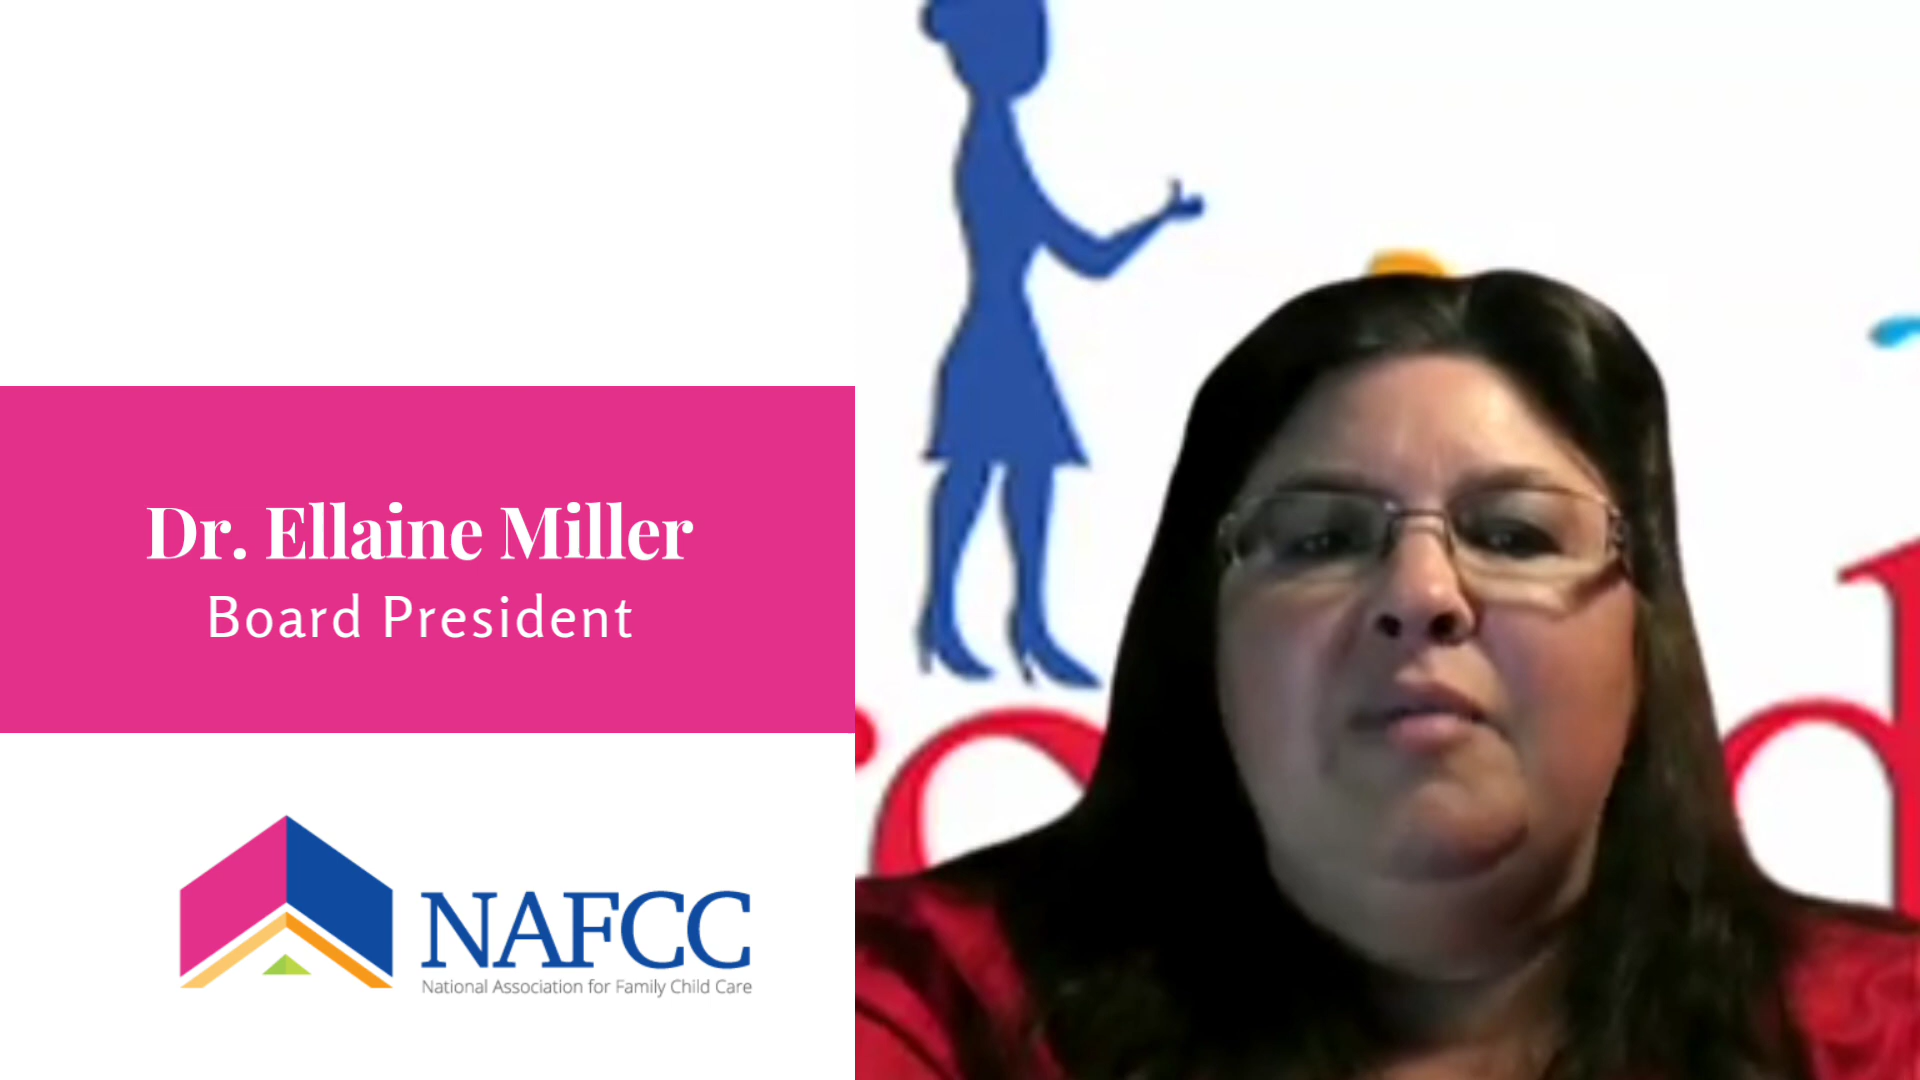 Dr. Ellaine Miller
Board President
NAFCC
National Association for Family Child Care